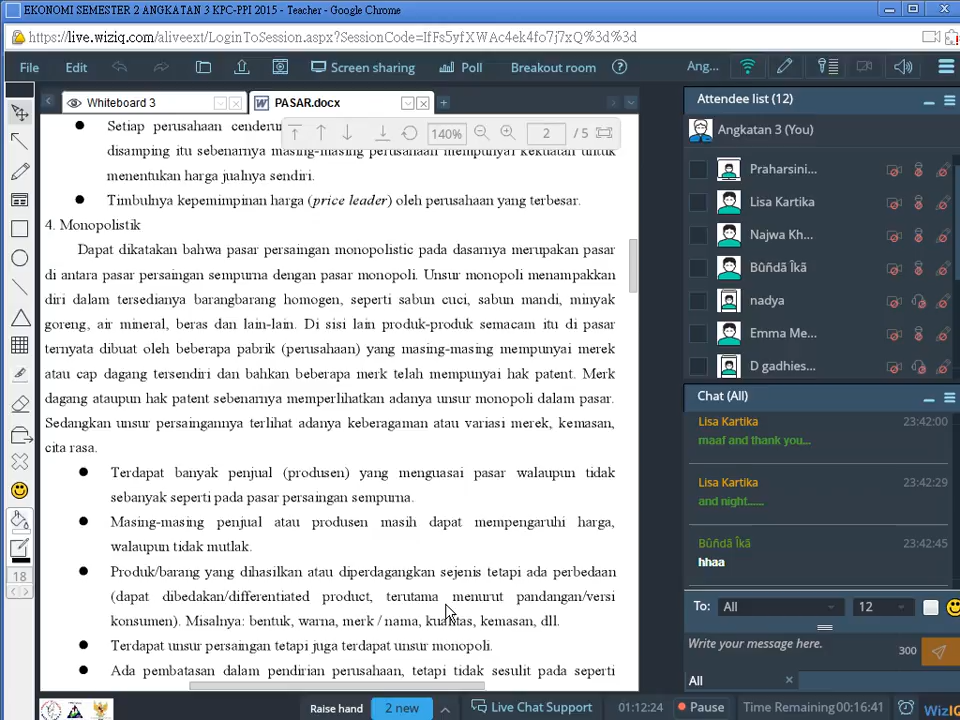 EKONOMI SEMESTER 2 ANGKATAN 3 KPC-PPI 2015 - Teacher - Google Chrome
https://live.wiziq.com/aliveext/LoginToSession.aspx?SessionCode=IfFs5yfXWAc4ek4fo7j7xQ%3d%3d
File Edit Screen sharing Poll Breakout room Ang...
Whiteboard 3 PASAR.docx
140% 2 / 5
Setiap perusahaan cenderun
disamping itu sebenarnya masing-masing perusahaan mempunyai kekuatan untuk
menentukan harga jualnya sendiri.
Timbulnya kepemimpinan harga (price leader) oleh perusahaan yang terbesar.
4. Monopolistik
Dapat dikatakan bahwa pasar persaingan monopolistic pada dasarnya merupakan pasar
di antara pasar persaingan sempurna dengan pasar monopoli. Unsur monopoli menampakkan
diri dalam tersedianya barangbarang homogen, seperti sabun cuci, sabun mandi, minyak
goreng, air mineral, beras dan lain-lain. Di sisi lain produk-produk semacam itu di pasar
ternyata dibuat oleh beberapa pabrik (perusahaan) yang masing-masing mempunyai merek
atau cap dagang tersendiri dan bahkan beberapa merk telah mempunyai hak patent. Merk
dagang ataupun hak patent sebenarnya memperlihatkan adanya unsur monopoli dalam pasar.
Sedangkan unsur persaingannya terlihat adanya keberagaman atau variasi merek, kemasan,
cita rasa.
Terdapat banyak penjual (produsen) yang menguasai pasar walaupun tidak
sebanyak seperti pada pasar persaingan sempurna.
Masing-masing penjual atau produsen masih dapat mempengaruhi harga,
walaupun tidak mutlak.
Produk/barang yang dihasilkan atau diperdagangkan sejenis tetapi ada perbedaan
(dapat dibedakan/differentiated product, terutama menurut pandangan/versi
konsumen). Misalnya: bentuk, warna, merk / nama, kualitas, kemasan, dll.
Terdapat unsur persaingan tetapi juga terdapat unsur monopoli.
Ada pembatasan dalam pendirian perusahaan, tetapi tidak sesulit pada seperti
18
Attendee list (12)
Angkatan 3 (You)
Praharsini...
Lisa Kartika
Najwa Kh...
Bûñdã Îkã
nadya
Emma Me...
D gadhies...
Chat (All)
Lisa Kartika 23:42:00
maaf and thank you...
Lisa Kartika 23:42:29
and night......
Bûñdã Îkã 23:42:45
hhaa
To: All 12
Write your message here. 300
All
Raise hand 2 new Live Chat Support 01:12:24 Pause Time Remaining 00:16:41 WizIQ